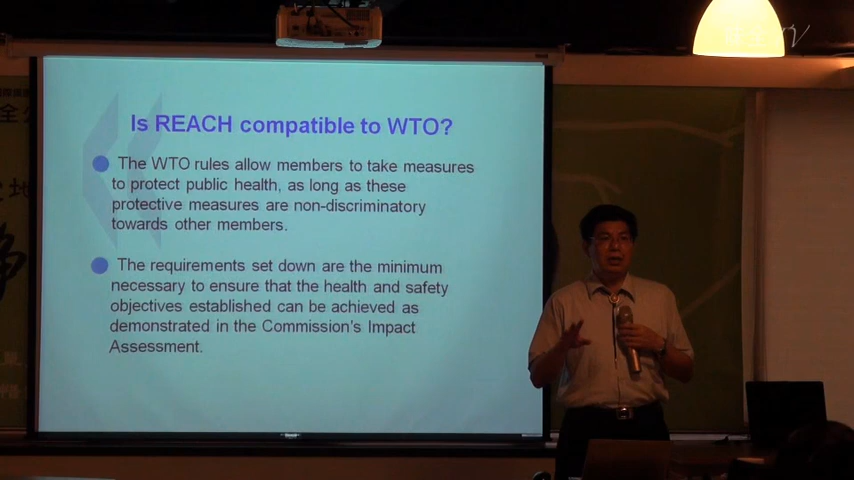 Is REACH compatible to WTO?
The WTO rules allow members to take measures
to protect public health, as long as these
protective measures are non-discriminatory
towards other members.
The requirements set down are the minimum
necessary to ensure that the health and safety
objectives established can be achieved as
demonstrated in the Commission's Impact
Assessment.